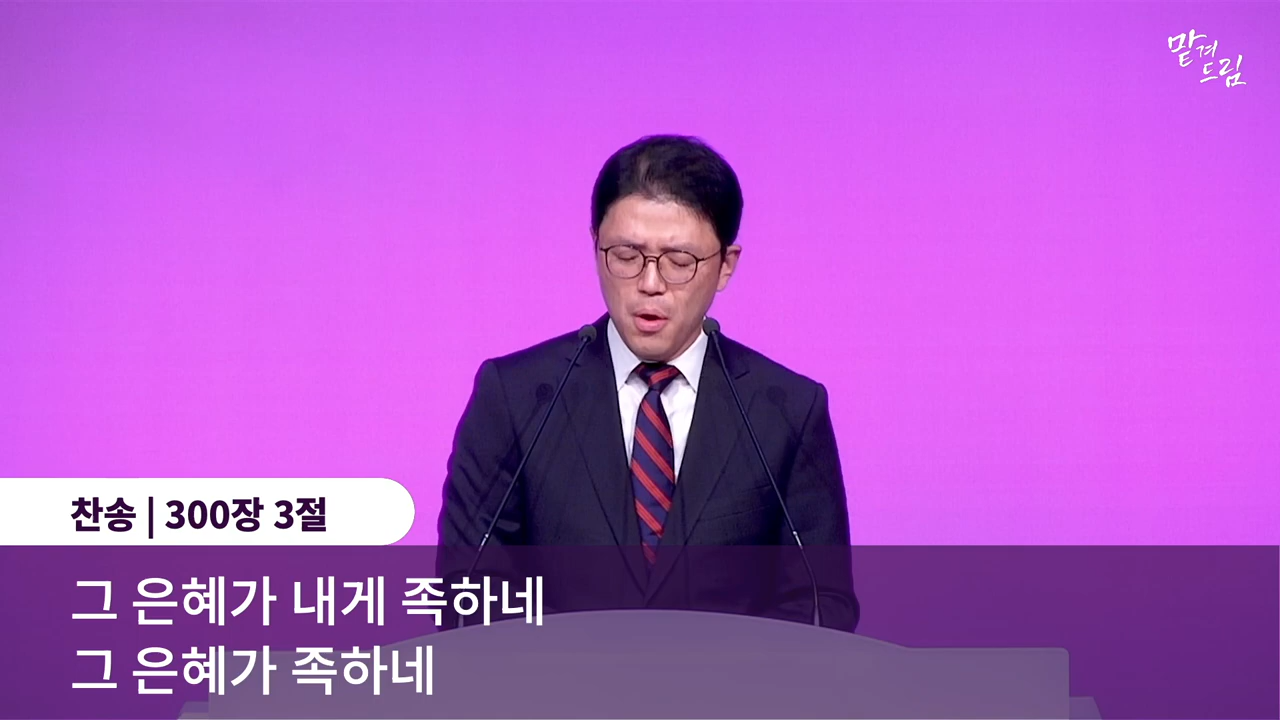 맡겨
드림
찬송 | 300장 3절
그 은혜가 내게 족하네
그 은혜가 족하네